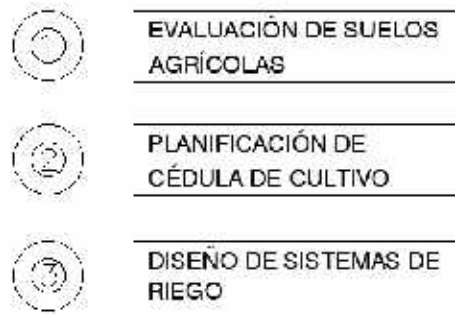 EVALUACIÓN DE SUELOS
AGRÍCOLAS
2
PLANIFICACIÓN DE
CÉDULA DE CULTIVO
3
DISEÑO DE SISTEMAS DE
RIEGO